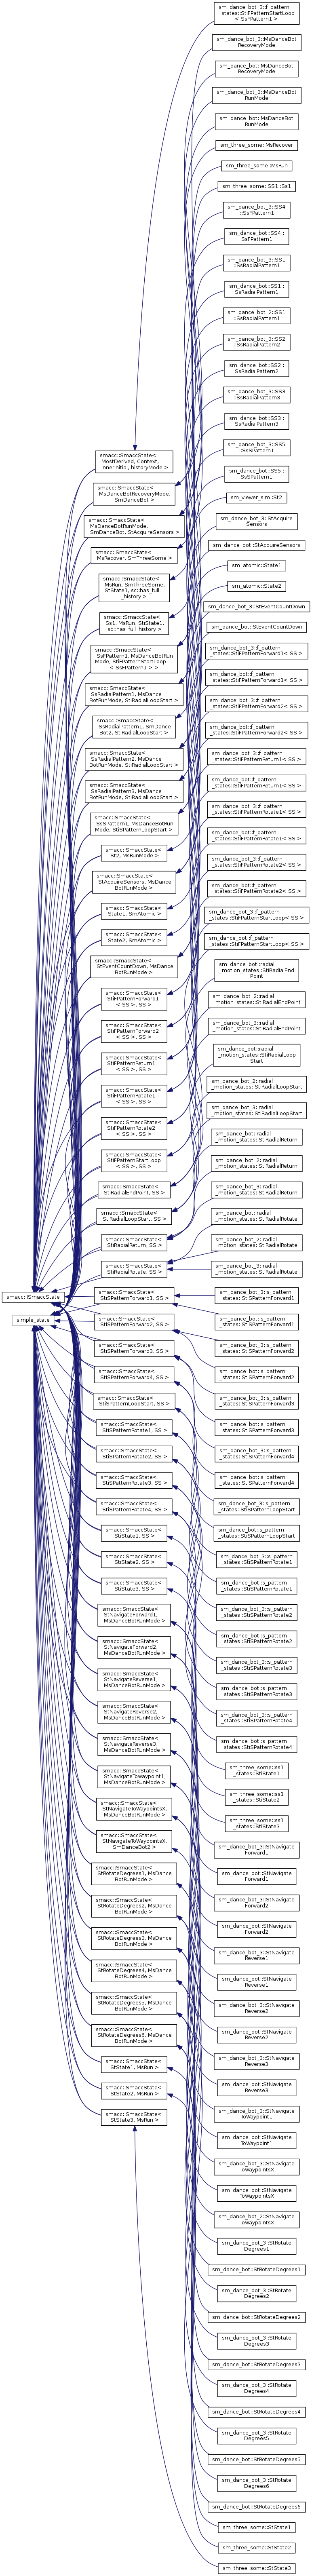 smacc::ISmaccState
simple_state
smacc::SmaccState<
MostDerived, Context,
InnerInitial, historyMode >
smacc::SmaccState<
MsDanceBotRecoveryMode,
SmDanceBot >
smacc::SmaccState<
MsDanceBotRunMode,
SmDanceBot, StAcquireSensors >
smacc::SmaccState<
MsRecover, SmThreeSome >
smacc::SmaccState<
MsRun, SmThreeSome,
StState1, sc::has_full
_history >
smacc::SmaccState<
Ss1, MsRun, StiState1,
sc::has_full_history >
smacc::SmaccState<
SsFPattern1, MsDanceBotRun
Mode, StiFPatternStartLoop
< SsFPattern1 > >
smacc::SmaccState<
SsRadialPattern1, MsDance
BotRunMode, StiRadialLoopStart >
smacc::SmaccState<
SsRadialPattern1, SmDance
Bot2, StiRadialLoopStart >
smacc::SmaccState<
SsRadialPattern2, MsDance
BotRunMode, StiRadialLoopStart >
smacc::SmaccState<
SsRadialPattern3, MsDance
BotRunMode, StiRadialLoopStart >
smacc::SmaccState<
SsSPattern1, MsDanceBotRun
Mode, StiSPatternLoopStart >
smacc::SmaccState<
St2, MsRunMode >
smacc::SmaccState<
StAcquireSensors, MsDance
BotRunMode >
smacc::SmaccState<
State1, SmAtomic >
smacc::SmaccState<
State2, SmAtomic >
smacc::SmaccState<
StEventCountDown, MsDance
BotRunMode >
smacc::SmaccState<
StiFPatternForward1
< SS >, SS >
smacc::SmaccState<
StiFPatternForward2
< SS >, SS >
smacc::SmaccState<
StiFPatternReturn1
< SS >, SS >
smacc::SmaccState<
StiFPatternRotate1
< SS >, SS >
smacc::SmaccState<
StiFPatternRotate2
< SS >, SS >
smacc::SmaccState<
StiFPatternStartLoop
< SS >, SS >
smacc::SmaccState<
StiRadialEndPoint, SS >
smacc::SmaccState<
StiRadialLoopStart, SS >
smacc::SmaccState<
StiRadialReturn, SS >
smacc::SmaccState<
StiRadialRotate, SS >
smacc::SmaccState<
StiSPatternForward1, SS >
smacc::SmaccState<
StiSPatternForward2, SS >
smacc::SmaccState<
StiSPatternForward3, SS >
smacc::SmaccState<
StiSPatternForward4, SS >
smacc::SmaccState<
StiSPatternLoopStart, SS >
smacc::SmaccState<
StiSPatternRotate1, SS >
smacc::SmaccState<
StiSPatternRotate2, SS >
smacc::SmaccState<
StiSPatternRotate3, SS >
smacc::SmaccState<
StiSPatternRotate4, SS >
smacc::SmaccState<
StiState1, SS >
smacc::SmaccState<
StiState2, SS >
smacc::SmaccState<
StiState3, SS >
smacc::SmaccState<
StNavigateForward1,
MsDanceBotRunMode >
smacc::SmaccState<
StNavigateForward2,
MsDanceBotRunMode >
smacc::SmaccState<
StNavigateReverse1,
MsDanceBotRunMode >
smacc::SmaccState<
StNavigateReverse2,
MsDanceBotRunMode >
smacc::SmaccState<
StNavigateReverse3,
MsDanceBotRunMode >
smacc::SmaccState<
StNavigateToWaypoint1,
MsDanceBotRunMode >
smacc::SmaccState<
StNavigateToWaypointsX,
MsDanceBotRunMode >
smacc::SmaccState<
StNavigateToWaypointsX,
SmDanceBot2 >
smacc::SmaccState<
StRotateDegrees1, MsDance
BotRunMode >
smacc::SmaccState<
StRotateDegrees2, MsDance
BotRunMode >
smacc::SmaccState<
StRotateDegrees3, MsDance
BotRunMode >
smacc::SmaccState<
StRotateDegrees4, MsDance
BotRunMode >
smacc::SmaccState<
StRotateDegrees5, MsDance
BotRunMode >
smacc::SmaccState<
StRotateDegrees6, MsDance
BotRunMode >
smacc::SmaccState<
StState1, MsRun >
smacc::SmaccState<
StState2, MsRun >
smacc::SmaccState<
StState3, MsRun >
sm_dance_bot_3::f_pattern
_states::StiFPatternStartLoop
< SsFPattern1 >
sm_dance_bot_3::MsDanceBot
RecoveryMode
sm_dance_bot::MsDanceBot
RecoveryMode
sm_dance_bot_3::MsDanceBot
RunMode
sm_dance_bot::MsDanceBot
RunMode
sm_three_some::MsRecover
sm_three_some::MsRun
sm_three_some::SS1::Ss1
sm_dance_bot_3::SS4
::SsFPattern1
sm_dance_bot::SS4::
SsFPattern1
sm_dance_bot_3::SS1
::SsRadialPattern1
sm_dance_bot::SS1::
SsRadialPattern1
sm_dance_bot_2::SS1
::SsRadialPattern1
sm_dance_bot_3::SS2
::SsRadialPattern2
sm_dance_bot::SS2::
SsRadialPattern2
sm_dance_bot_3::SS3
::SsRadialPattern3
sm_dance_bot::SS3::
SsRadialPattern3
sm_dance_bot_3::SS5
::SsSPattern1
sm_dance_bot::SS5::
SsSPattern1
sm_viewer_sim::St2
sm_dance_bot_3::StAcquire
Sensors
sm_dance_bot::StAcquireSensors
sm_atomic::State1
sm_atomic::State2
sm_dance_bot_3::StEventCountDown
sm_dance_bot::StEventCountDown
sm_dance_bot_3::f_pattern
_states::StiFPatternForward1< SS >
sm_dance_bot::f_pattern
_states::StiFPatternForward1< SS >
sm_dance_bot_3::f_pattern
_states::StiFPatternForward2< SS >
sm_dance_bot::f_pattern
_states::StiFPatternForward2< SS >
sm_dance_bot_3::f_pattern
_states::StiFPatternReturn1< SS >
sm_dance_bot::f_pattern
_states::StiFPatternReturn1< SS >
sm_dance_bot_3::f_pattern
_states::StiFPatternRotate1< SS >
sm_dance_bot::f_pattern
_states::StiFPatternRotate1< SS >
sm_dance_bot_3::f_pattern
_states::StiFPatternRotate2< SS >
sm_dance_bot::f_pattern
_states::StiFPatternRotate2< SS >
sm_dance_bot_3::f_pattern
_states::StiFPatternStartLoop< SS >
sm_dance_bot::f_pattern
_states::StiFPatternStartLoop< SS >
sm_dance_bot::radial
_motion_states::StiRadialEnd
Point
sm_dance_bot_2::radial
_motion_states::StiRadialEndPoint
sm_dance_bot_3::radial
_motion_states::StiRadialEndPoint
sm_dance_bot::radial
_motion_states::StiRadialLoop
Start
sm_dance_bot_2::radial
_motion_states::StiRadialLoopStart
sm_dance_bot_3::radial
_motion_states::StiRadialLoopStart
sm_dance_bot::radial
_motion_states::StiRadialReturn
sm_dance_bot_2::radial
_motion_states::StiRadialReturn
sm_dance_bot_3::radial
_motion_states::StiRadialReturn
sm_dance_bot::radial
_motion_states::StiRadialRotate
sm_dance_bot_2::radial
_motion_states::StiRadialRotate
sm_dance_bot_3::radial
_motion_states::StiRadialRotate
sm_dance_bot_3::s_pattern
_states::StiSPatternForward1
sm_dance_bot::s_pattern
_states::StiSPatternForward1
sm_dance_bot_3::s_pattern
_states::StiSPatternForward2
sm_dance_bot::s_pattern
_states::StiSPatternForward2
sm_dance_bot_3::s_pattern
_states::StiSPatternForward3
sm_dance_bot::s_pattern
_states::StiSPatternForward3
sm_dance_bot_3::s_pattern
_states::StiSPatternForward4
sm_dance_bot::s_pattern
_states::StiSPatternForward4
sm_dance_bot_3::s_pattern
_states::StiSPatternLoopStart
sm_dance_bot::s_pattern
_states::StiSPatternLoopStart
sm_dance_bot_3::s_pattern
_states::StiSPatternRotate1
sm_dance_bot::s_pattern
_states::StiSPatternRotate1
sm_dance_bot_3::s_pattern
_states::StiSPatternRotate2
sm_dance_bot::s_pattern
_states::StiSPatternRotate2
sm_dance_bot_3::s_pattern
_states::StiSPatternRotate3
sm_dance_bot::s_pattern
_states::StiSPatternRotate3
sm_dance_bot_3::s_pattern
_states::StiSPatternRotate4
sm_dance_bot::s_pattern
_states::StiSPatternRotate4
sm_three_some::ss1
_states::StiState1
sm_three_some::ss1
_states::StiState2
sm_three_some::ss1
_states::StiState3
sm_dance_bot_3::StNavigate
Forward1
sm_dance_bot::StNavigate
Forward1
sm_dance_bot_3::StNavigate
Forward2
sm_dance_bot::StNavigate
Forward2
sm_dance_bot_3::StNavigate
Reverse1
sm_dance_bot::StNavigate
Reverse1
sm_dance_bot_3::StNavigate
Reverse2
sm_dance_bot::StNavigate
Reverse2
sm_dance_bot_3::StNavigate
Reverse3
sm_dance_bot::StNavigate
Reverse3
sm_dance_bot_3::StNavigate
ToWaypoint1
sm_dance_bot::StNavigate
ToWaypoint1
sm_dance_bot_3::StNavigate
ToWaypointsX
sm_dance_bot::StNavigate
ToWaypointsX
sm_dance_bot_2::StNavigate
ToWaypointsX
sm_dance_bot_3::StRotate
Degrees1
sm_dance_bot::StRotateDegrees1
sm_dance_bot_3::StRotate
Degrees2
sm_dance_bot::StRotateDegrees2
sm_dance_bot_3::StRotate
Degrees3
sm_dance_bot::StRotateDegrees3
sm_dance_bot_3::StRotate
Degrees4
sm_dance_bot::StRotateDegrees4
sm_dance_bot_3::StRotate
Degrees5
sm_dance_bot::StRotateDegrees5
sm_dance_bot_3::StRotate
Degrees6
sm_dance_bot::StRotateDegrees6
sm_three_some::StState1
sm_three_some::StState2
sm_three_some::StState3